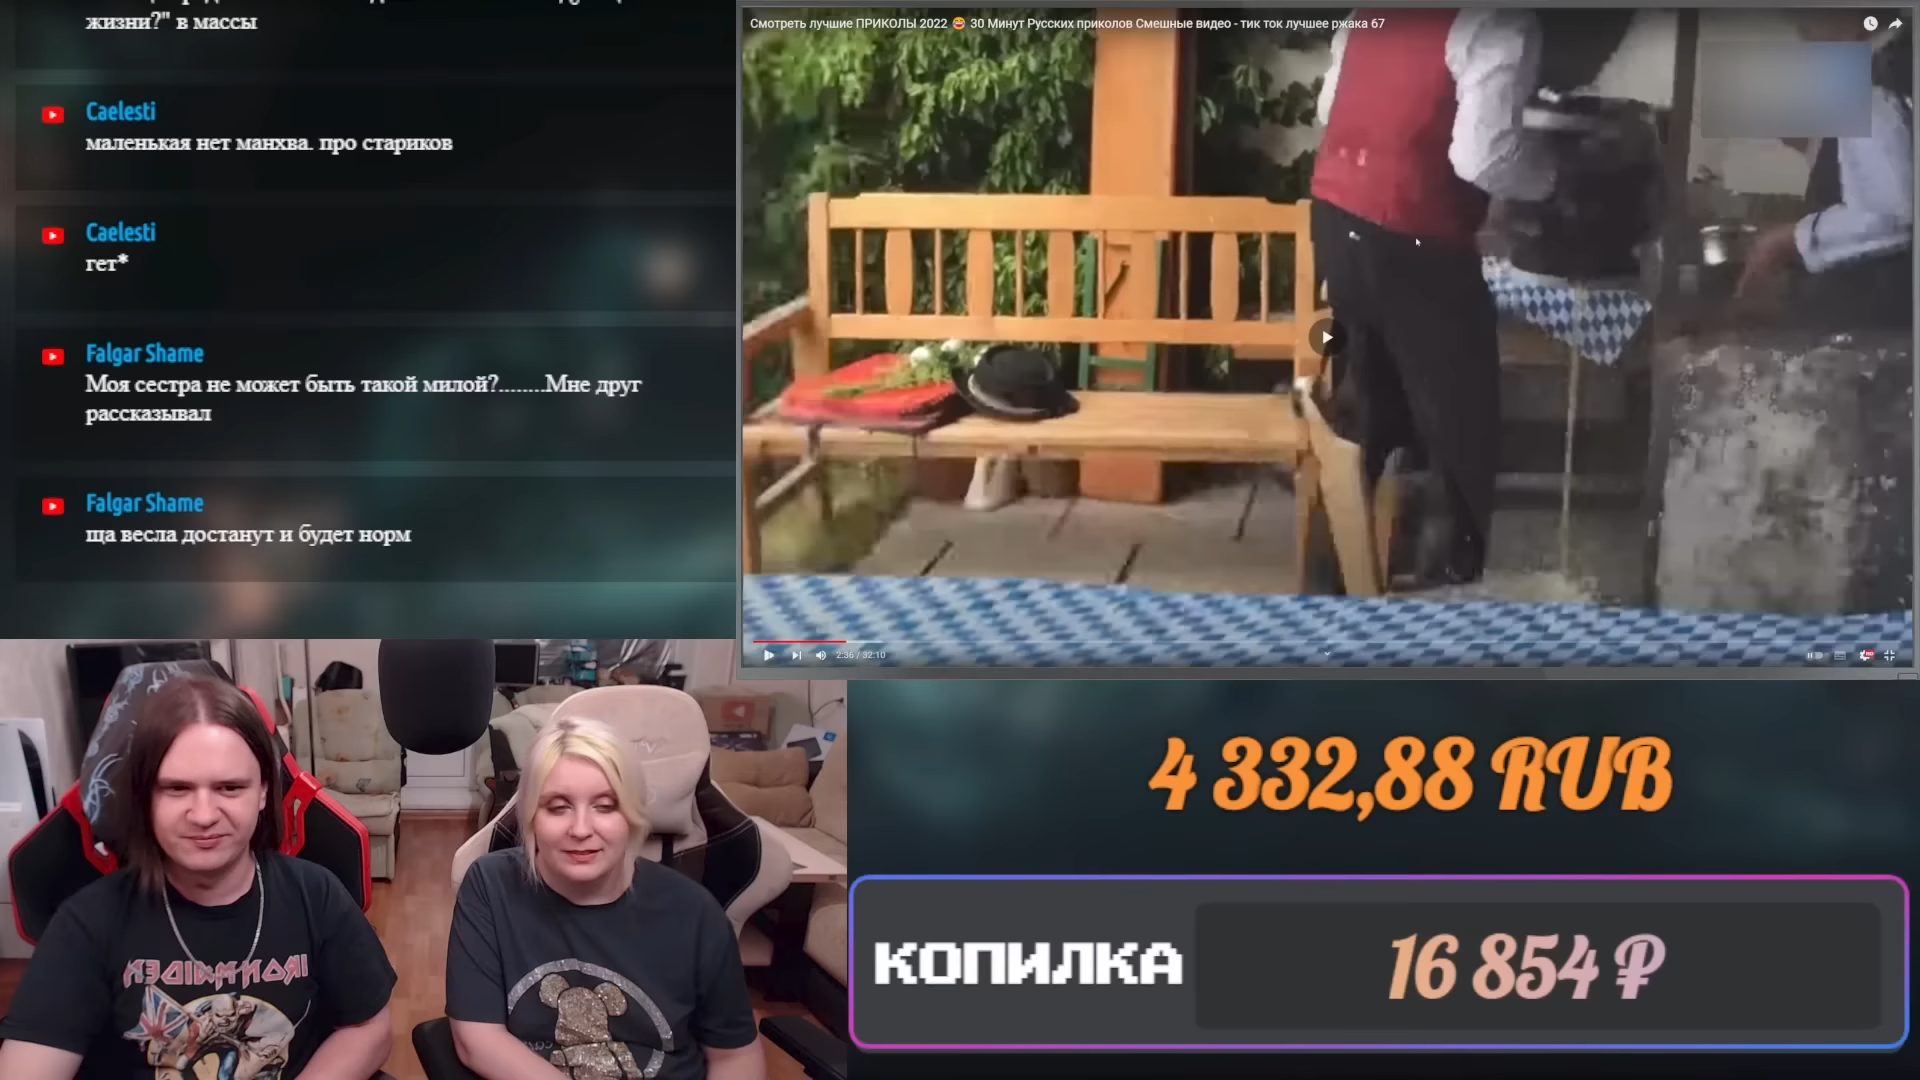 жизни?" в массы
Caelesti
маленькая нет манхва. про стариков
Caelesti
гет*
Falgar Shame
Моя сестра не может быть такой милой?........Мне друг
рассказывал
Falgar Shame
ща весла достанут и будет норм
Смотреть лучшие ПРИКОЛЫ 2022 😂 30 Минут Русских приколов Смешные видео - тик ток лучшее ржака 67
2:36 / 32:10
4 332,88 RUB
КОПИЛКА
16 854 ₽
IRON MAIDEN